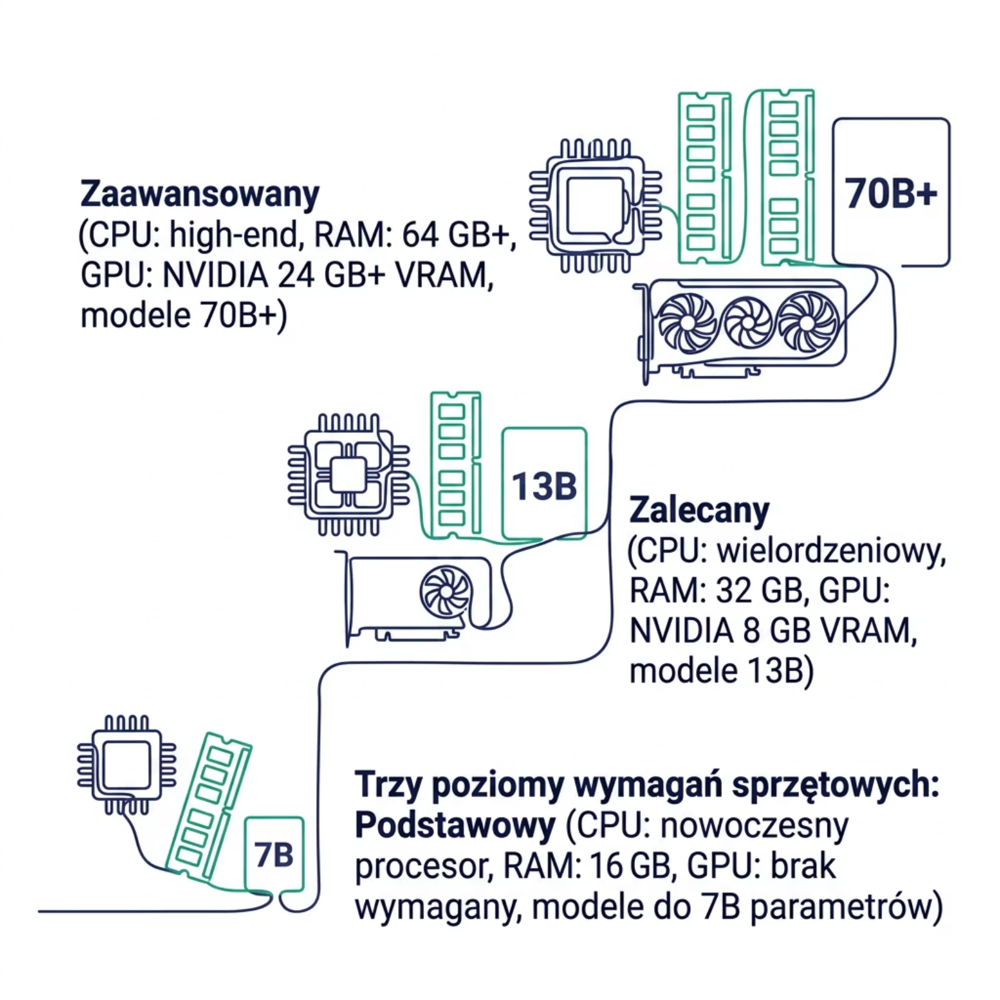 Zaawansowany
(CPU: high-end, RAM: 64 GB+,
GPU: NVIDIA 24 GB+ VRAM,
modele 70B+)
70B+
13B
Zalecany
(CPU: wielordzeniowy,
RAM: 32 GB, GPU:
NVIDIA 8 GB VRAM,
modele 13B)
7B
Trzy poziomy wymagań sprzętowych:
Podstawowy (CPU: nowoczesny
procesor, RAM: 16 GB, GPU: brak
wymagany, modele do 7B parametrów)